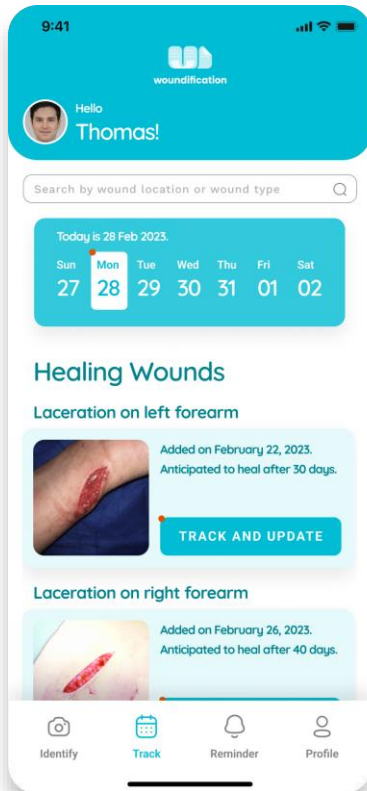 9:41
woundification
Hello
Thomas!
Search by wound location or wound type
Today is 28 Feb 2023.
Sun Mon Tue Wed Thu Fri Sat
27 28 29 30 31 01 02
Healing Wounds
Laceration on left forearm
Added on February 22, 2023.
Anticipated to heal after 30 days.
TRACK AND UPDATE
Laceration on right forearm
Added on February 26, 2023.
Anticipated to heal after 40 days.
Identify Track Reminder Profile